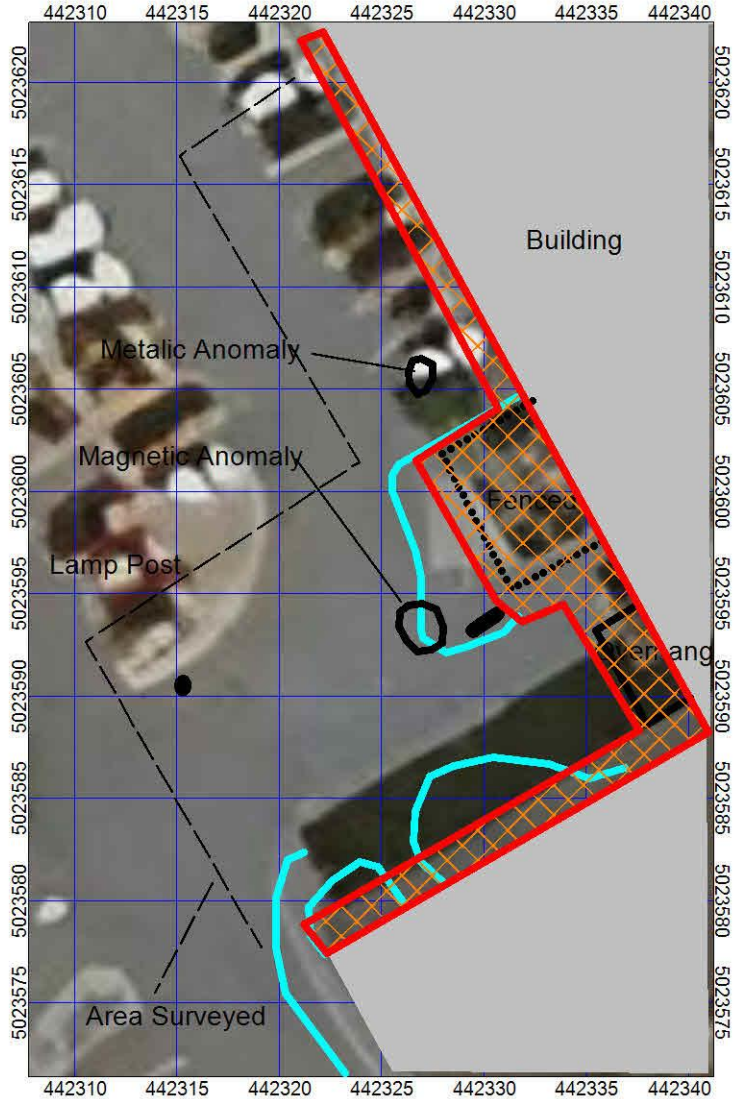 442310 442315 442320 442325 442330 442335 442340
5023620 5023620
5023615 5023615
Building
5023610 5023610
Metalic Anomaly
5023605 5023605
Magnetic Anomaly
5023600 Fenced 5023600
Lamp Post
5023595 5023595
Overhang
5023590 5023590
5023585 5023585
5023580 5023580
5023575 5023575
Area Surveyed
442310 442315 442320 442325 442330 442335 442340